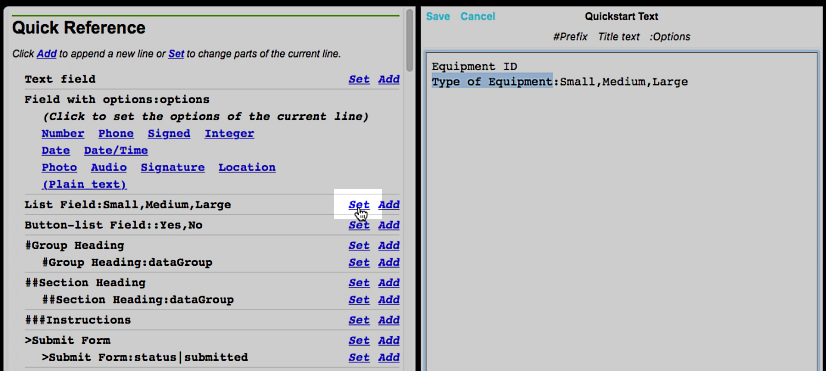 Quick Reference
Click Add to append a new line or Set to change parts of the current line.
Text field Set Add
Field with options:options
(Click to set the options of the current line)
Number Phone Signed Integer
Date Date/Time
Photo Audio Signature Location
(Plain text)
List Field:Small,Medium,Large Set Add
Button-list Field::Yes,No Set Add
#Group Heading Set Add
#Group Heading:dataGroup Set Add
##Section Heading Set Add
##Section Heading:dataGroup Set Add
###Instructions Set Add
>Submit Form Set Add
>Submit Form:status|submitted Set Add
Save Cancel Quickstart Text
#Prefix Title text :Options
Equipment ID
Type of Equipment:Small,Medium,Large